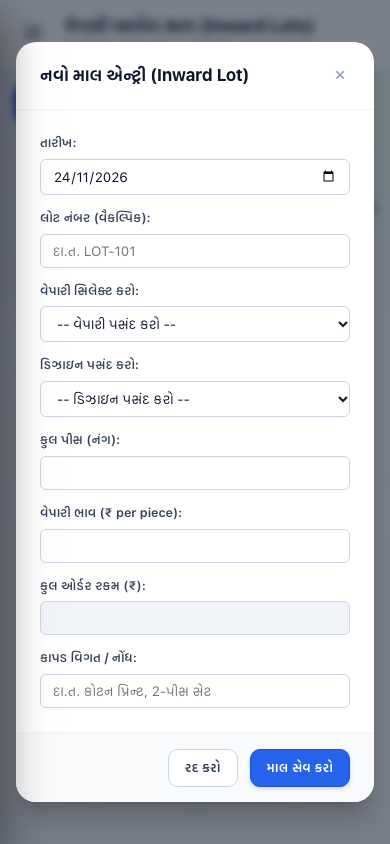 નવો માલ એન્ટ્રી (Inward Lot)
×
તારીખ:
24/11/2026
લોટ નંબર (વૈકલ્પિક):
દા.ત. LOT-101
વેપારી સિલેક્ટ કરો:
-- વેપારી પસંદ કરો --
ડિઝાઇન પસંદ કરો:
-- ડિઝાઇન પસંદ કરો --
કુલ પીસ (નંગ):
વેપારી ભાવ (₹ per piece):
કુલ ઓર્ડર રકમ (₹):
કાપડ વિગત / નોંધ:
દા.ત. કોટન પ્રિન્ટ, 2-પીસ સેટ
રદ કરો
માલ સેવ કરો